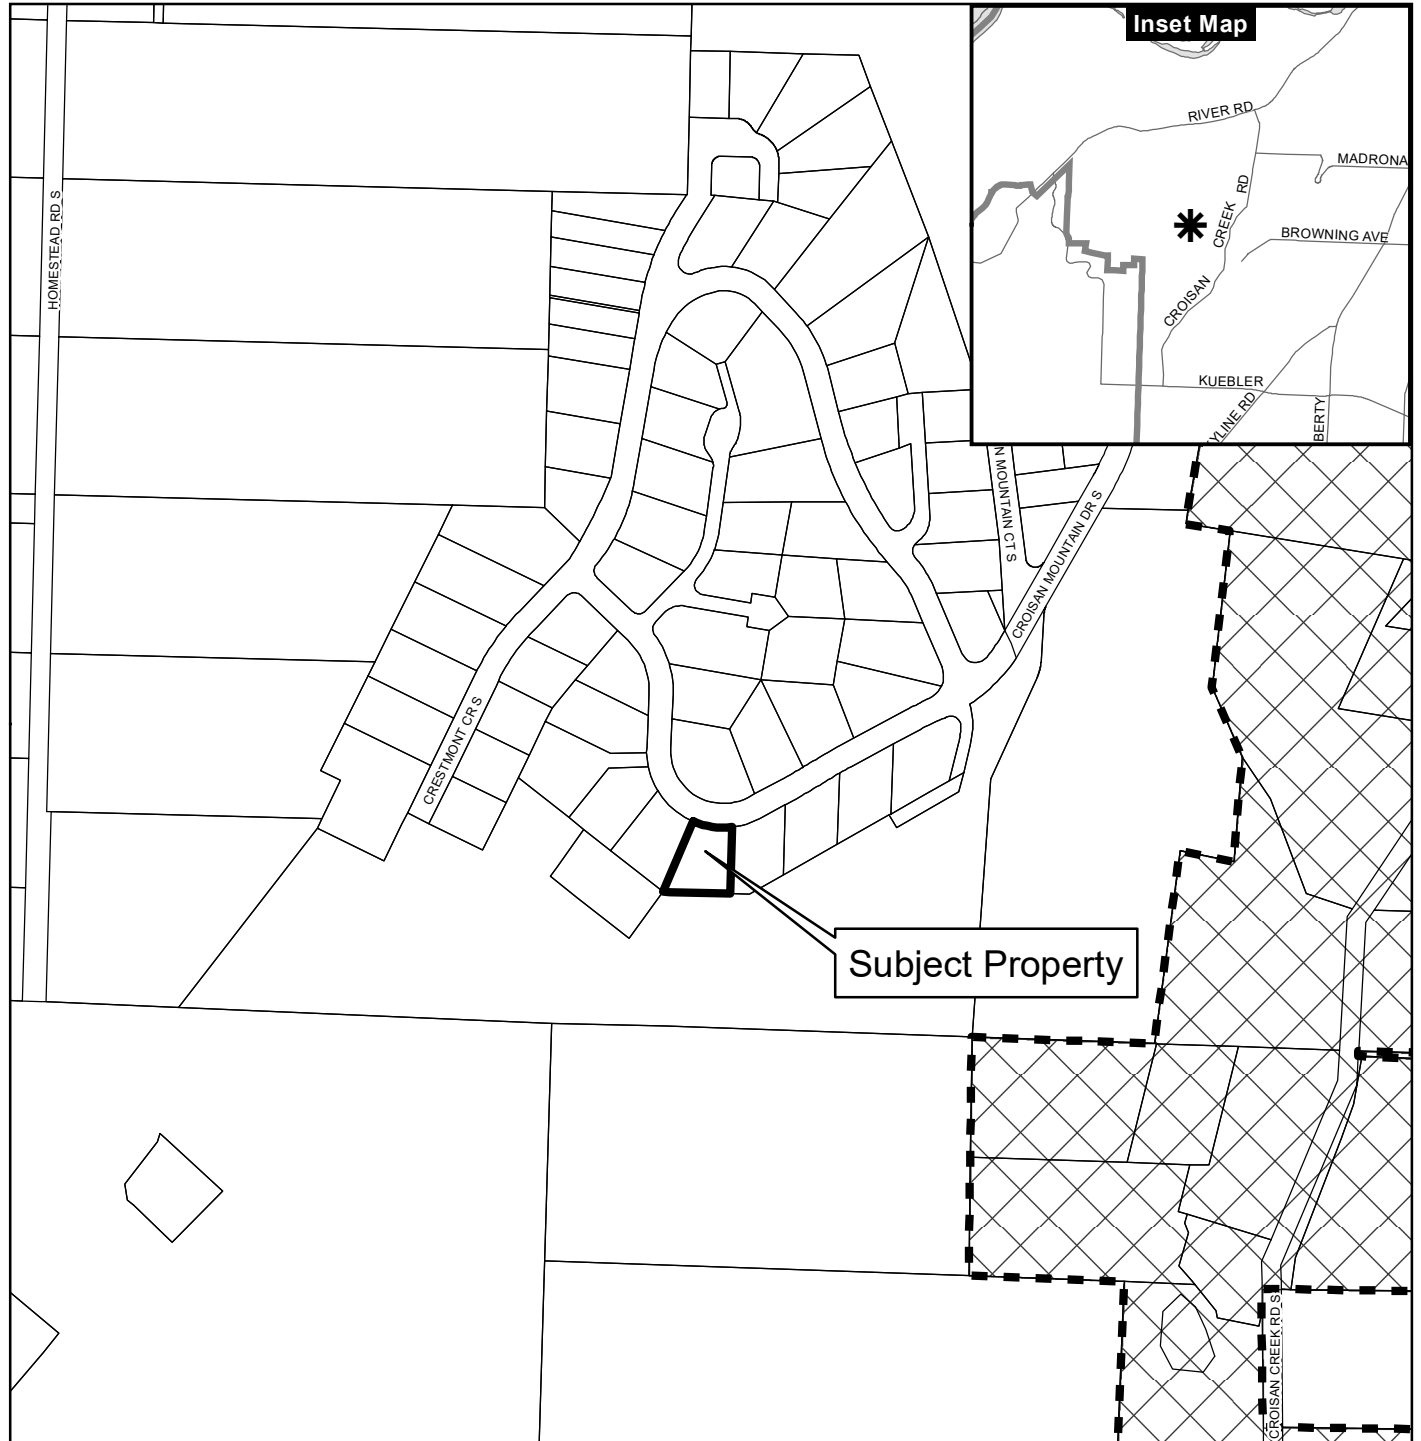 Inset Map
RIVER RD
MADRONA
CREEK RD
BROWNING AVE
CROISAN
KUEBLER
YLINE RD
BERTY
HOMESTEAD RD S
N MOUNTAIN CT S
CROISAN MOUNTAIN DR S
CRESTMONT CR S
Subject Property
CROISAN CREEK RD S